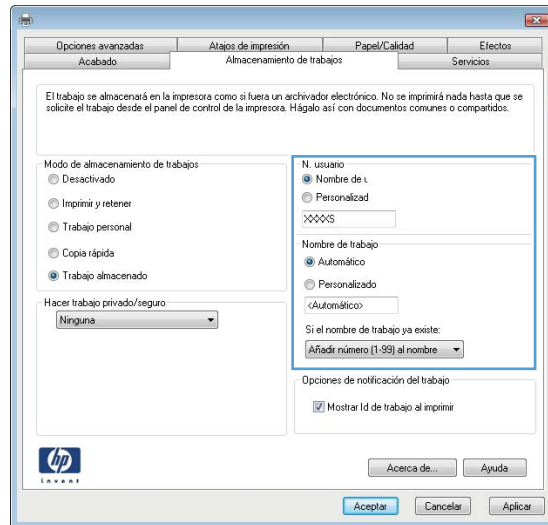 Opciones avanzadas
Atajos de impresión
Papel/Calidad
Efectos
Acabado
Almacenamiento de trabajos
Servicios
El trabajo se almacenará en la impresora como si fuera un archivador electrónico. No se imprimirá nada hasta que se
solicite el trabajo desde el panel de control de la impresora. Hágalo así con documentos comunes o compartidos.
Modo de almacenamiento de trabajos
Desactivado
Imprimir y retener
Trabajo personal
Copia rápida
Trabajo almacenado
Hacer trabajo privado/seguro
Ninguna
N. usuario
Nombre de u
Personalizad
XXXXS
Nombre de trabajo
Automático
Personalizado
<Automático>
Si el nombre de trabajo ya existe:
Añadir número (1-99) al nombre
Opciones de notificación del trabajo
Mostrar Id de trabajo al imprimir
hp
invent
Acerca de...
Ayuda
Aceptar
Cancelar
Aplicar